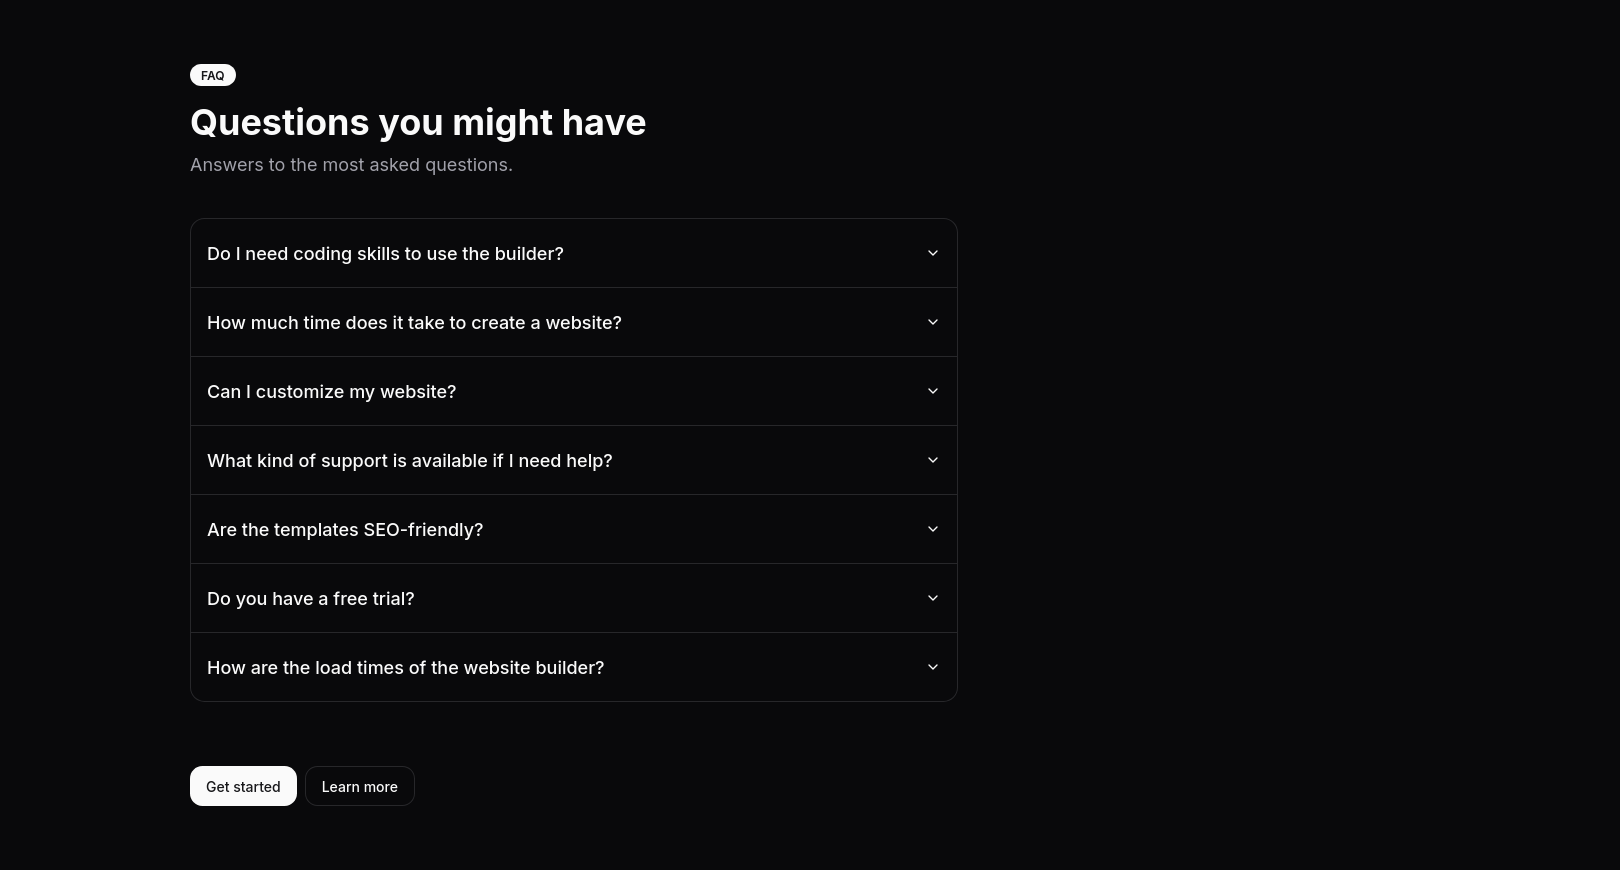 FAQ
Questions you might have
Answers to the most asked questions.
Do I need coding skills to use the builder?
How much time does it take to create a website?
Can I customize my website?
What kind of support is available if I need help?
Are the templates SEO-friendly?
Do you have a free trial?
How are the load times of the website builder?
Get started
Learn more